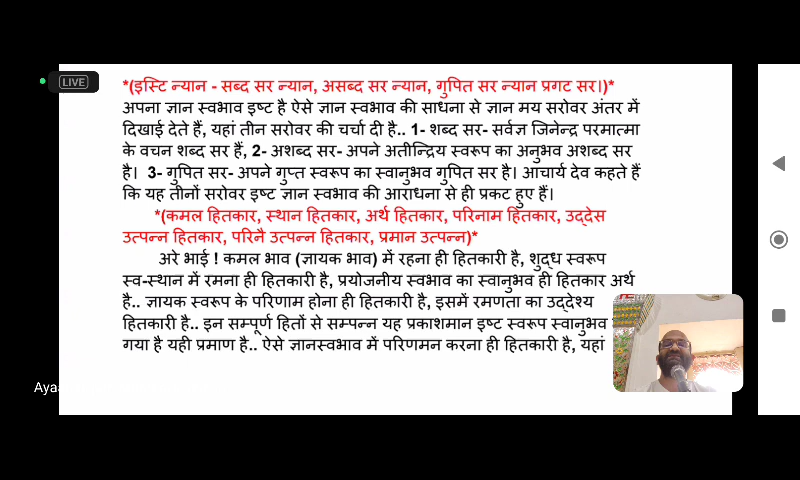 LIVE
*(इस्टि न्यान - सब्द सर न्यान, असब्द सर न्यान, गुपित सर न्यान प्रगट सर।)*
अपना ज्ञान स्वभाव इष्ट है ऐसे ज्ञान स्वभाव की साधना से ज्ञान मय सरोवर अंतर में
दिखाई देते हैं, यहां तीन सरोवर की चर्चा दी है.. 1- शब्द सर- सर्वज्ञ जिनेन्द्र परमात्मा
के वचन शब्द सर हैं, 2- अशब्द सर- अपने अतीन्द्रिय स्वरूप का अनुभव अशब्द सर
है। 3- गुपित सर- अपने गुप्त स्वरूप का स्वानुभव गुपित सर है। आचार्य देव कहते हैं
कि यह तीनों सरोवर इष्ट ज्ञान स्वभाव की आराधना से ही प्रकट हुए हैं।
*(कमल हितकार, स्थान हितकार, अर्थ हितकार, परिनाम हितकार, उद्देस
उत्पन्न हितकार, परिनै उत्पन्न हितकार, प्रमान उत्पन्न)*
अरे भाई ! कमल भाव (ज्ञायक भाव) में रहना ही हितकारी है, शुद्ध स्वरूप
स्व-स्थान में रमना ही हितकारी है, प्रयोजनीय स्वभाव का स्वानुभव ही हितकार अर्थ
है.. ज्ञायक स्वरूप के परिणाम होना ही हितकारी है, इसमें रमणता का उद्देश्य
हितकारी है.. इन सम्पूर्ण हितों से सम्पन्न यह प्रकाशमान इष्ट स्वरूप स्वानुभव
गया है यही प्रमाण है.. ऐसे ज्ञानस्वभाव में परिणमन करना ही हितकारी है, यहां